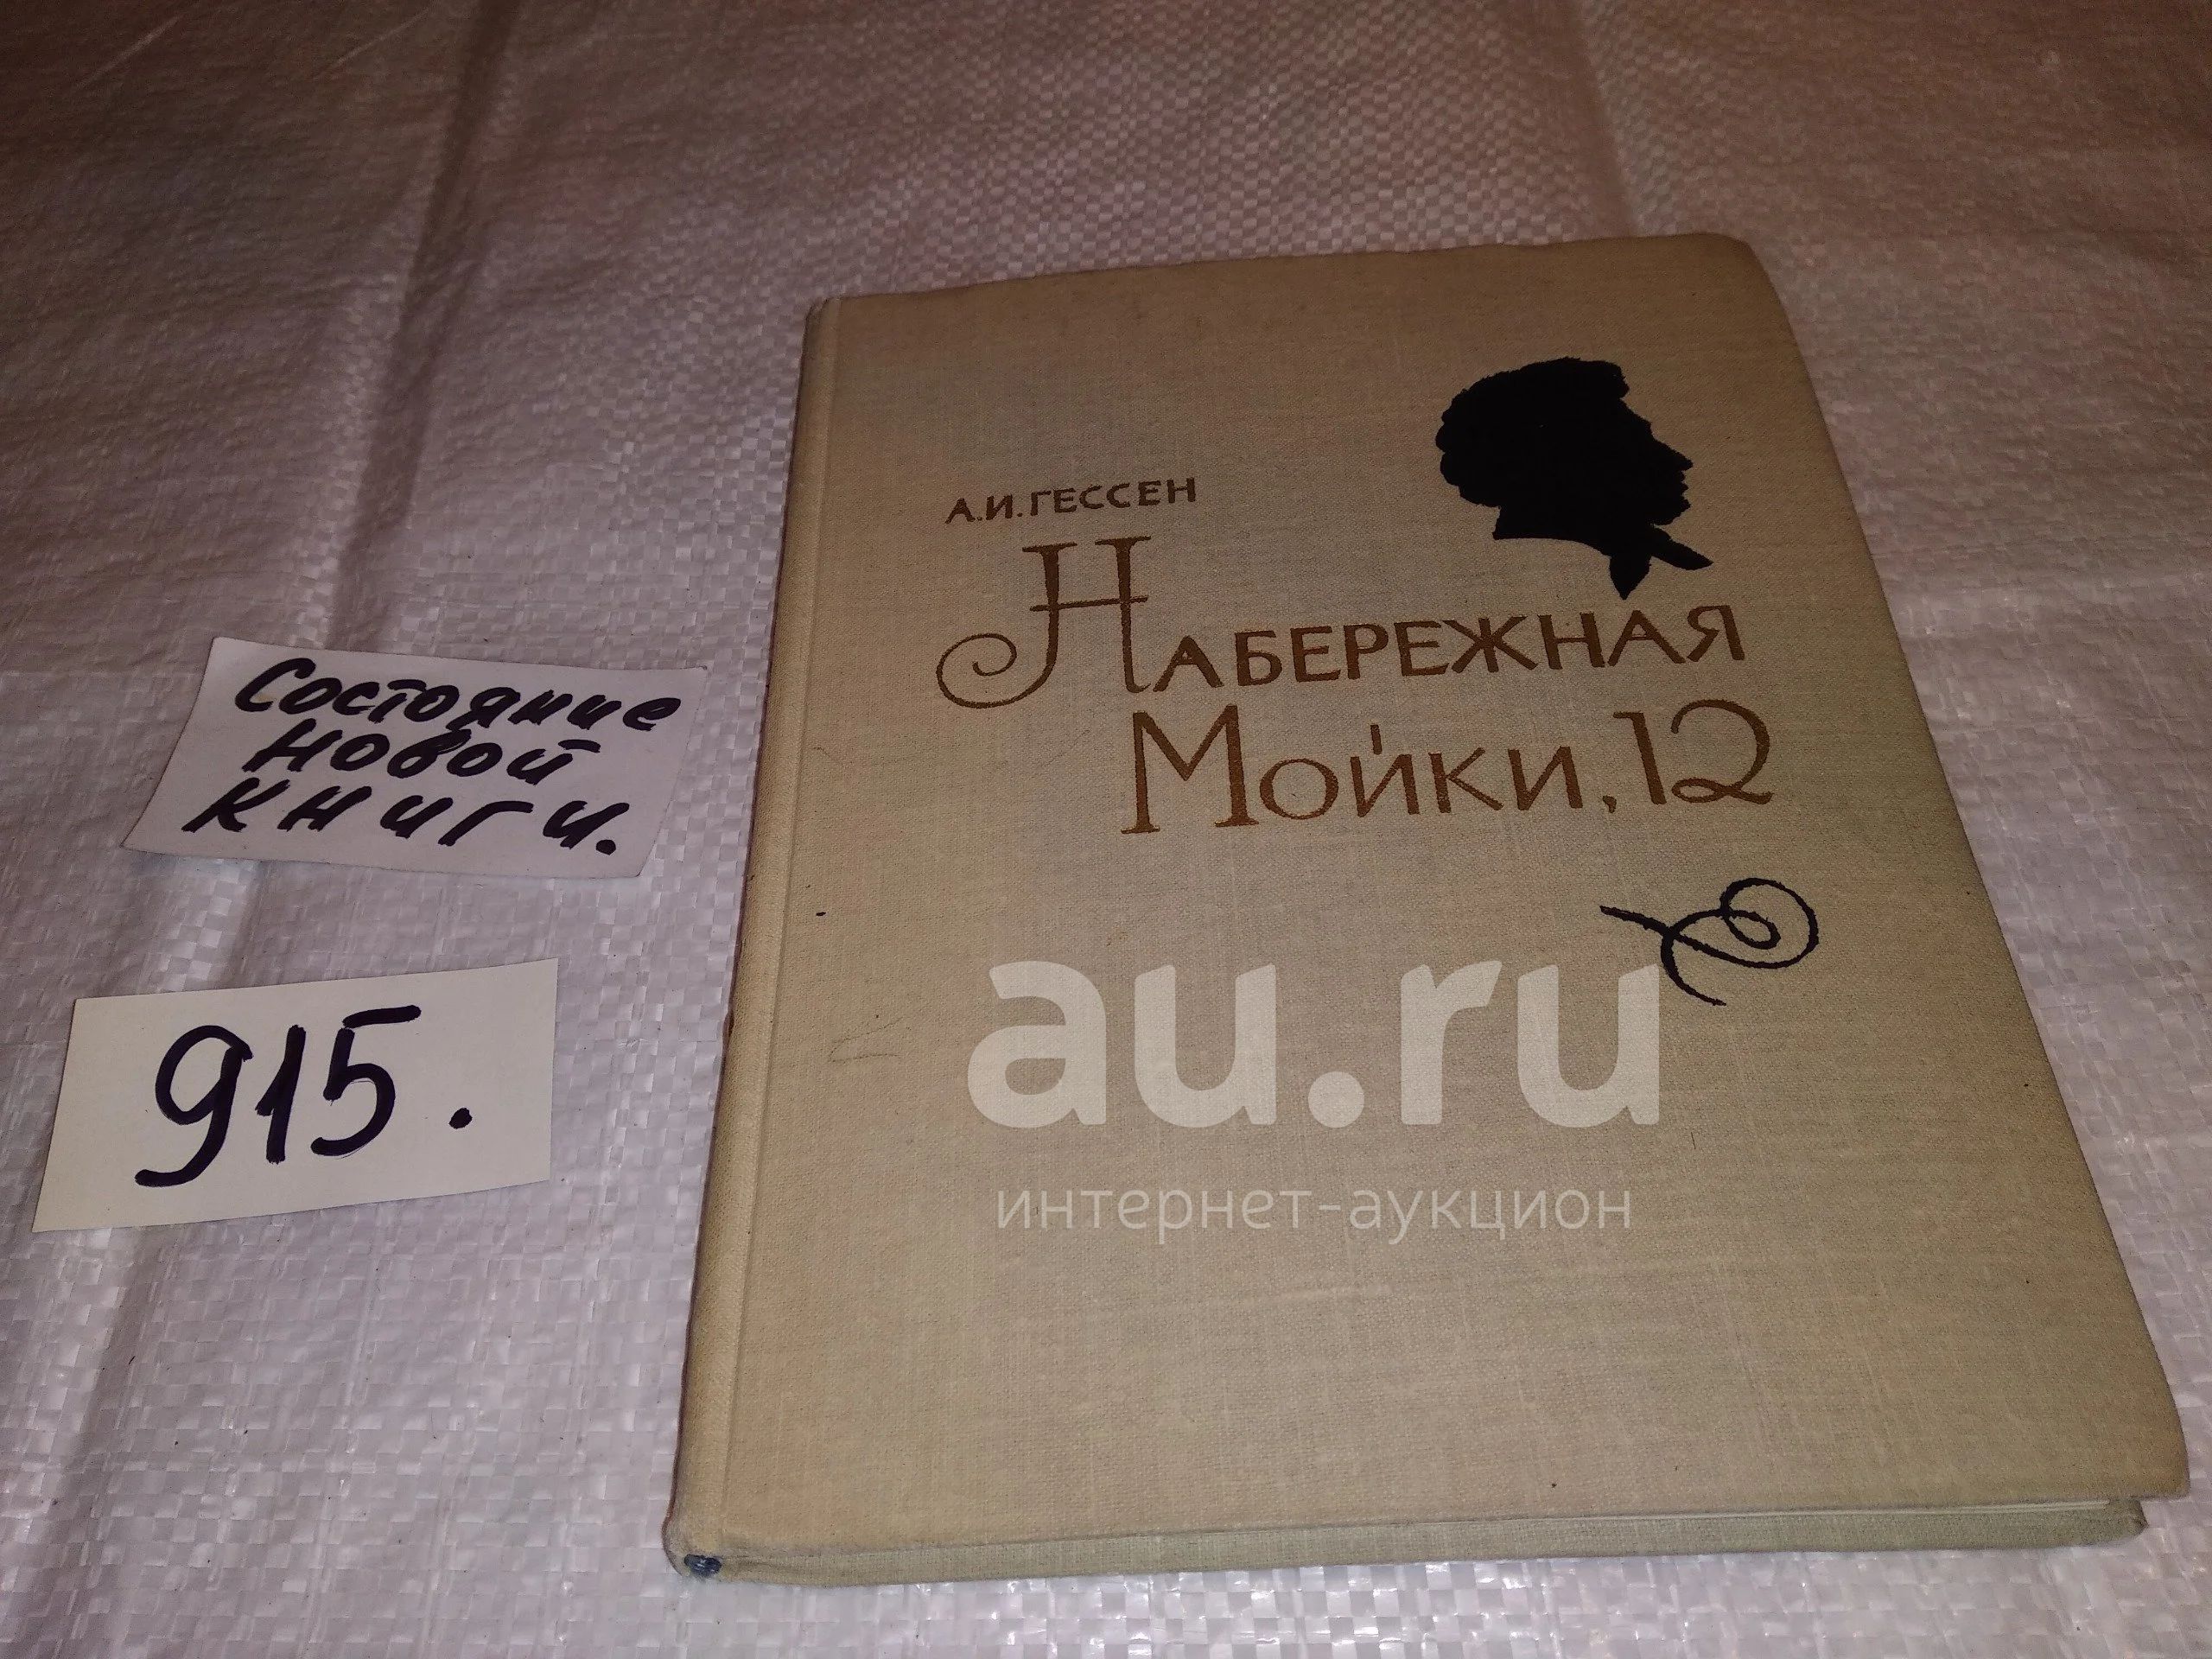 А.И.ГЕССЕН
НАБЕРЕЖНАЯ
МОЙКИ, 12
Состояние
новой
книги.
915.
au.ru
интернет-аукцион